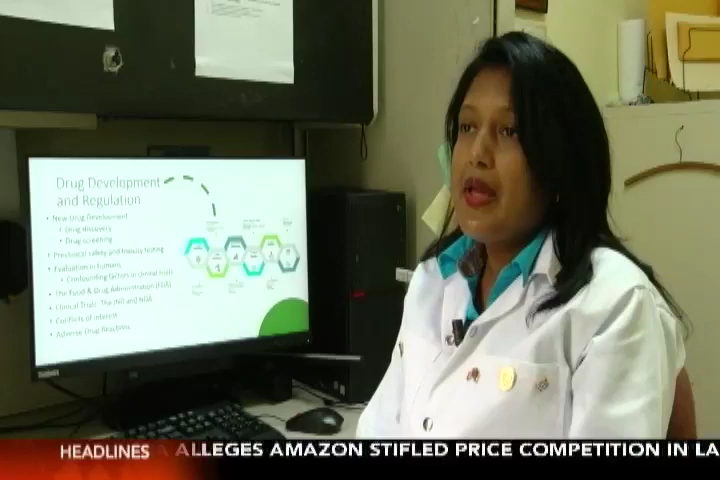 Drug Development
and Regulation
• New Drug Development
• Drug discovery
• Drug screening
• Preclinical safety and toxicity testing
• Evaluation in humans
• Confounding factors in clinical trials
• The Food & Drug Administration (FDA)
• Clinical Trials: The IND and NDA
• Conflicts of interest
• Adverse Drug Reactions
HEADLINES
A ALLEGES AMAZON STIFLED PRICE COMPETITION IN LA